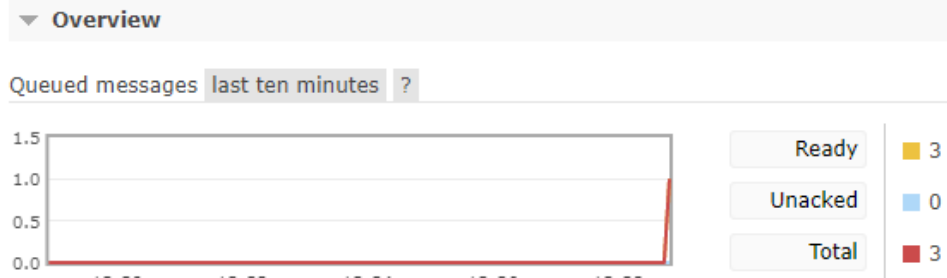 Overview
Queued messages last ten minutes ?
1.5
1.0
0.5
0.0
Ready 3
Unacked 0
Total 3